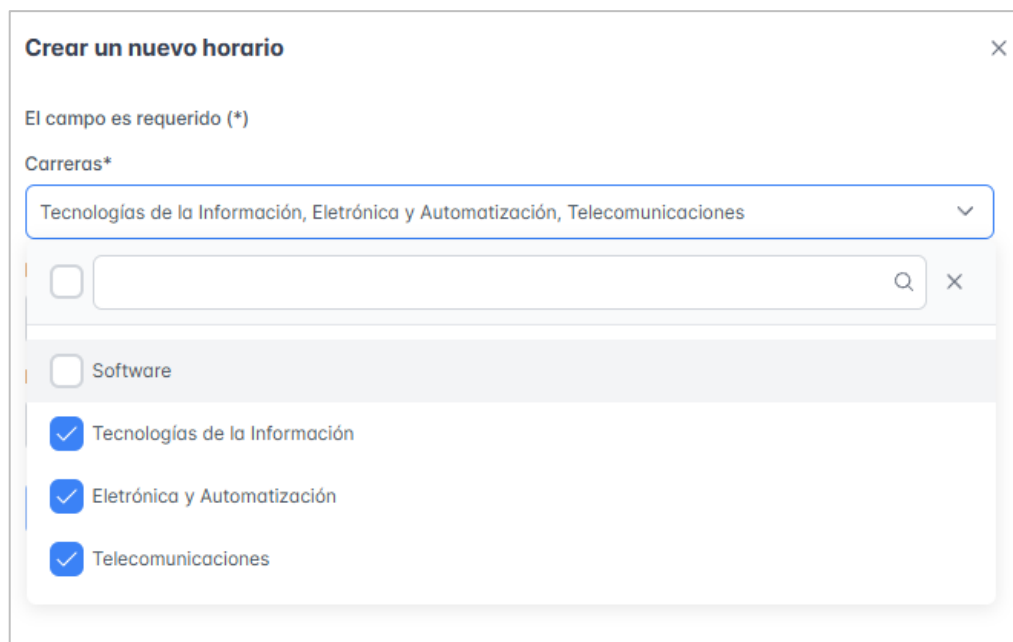 Crear un nuevo horario
El campo es requerido (*)
Carreras*
Tecnologías de la Información, Eletrónica y Automatización, Telecomunicaciones
Software
Tecnologías de la Información
Eletrónica y Automatización
Telecomunicaciones